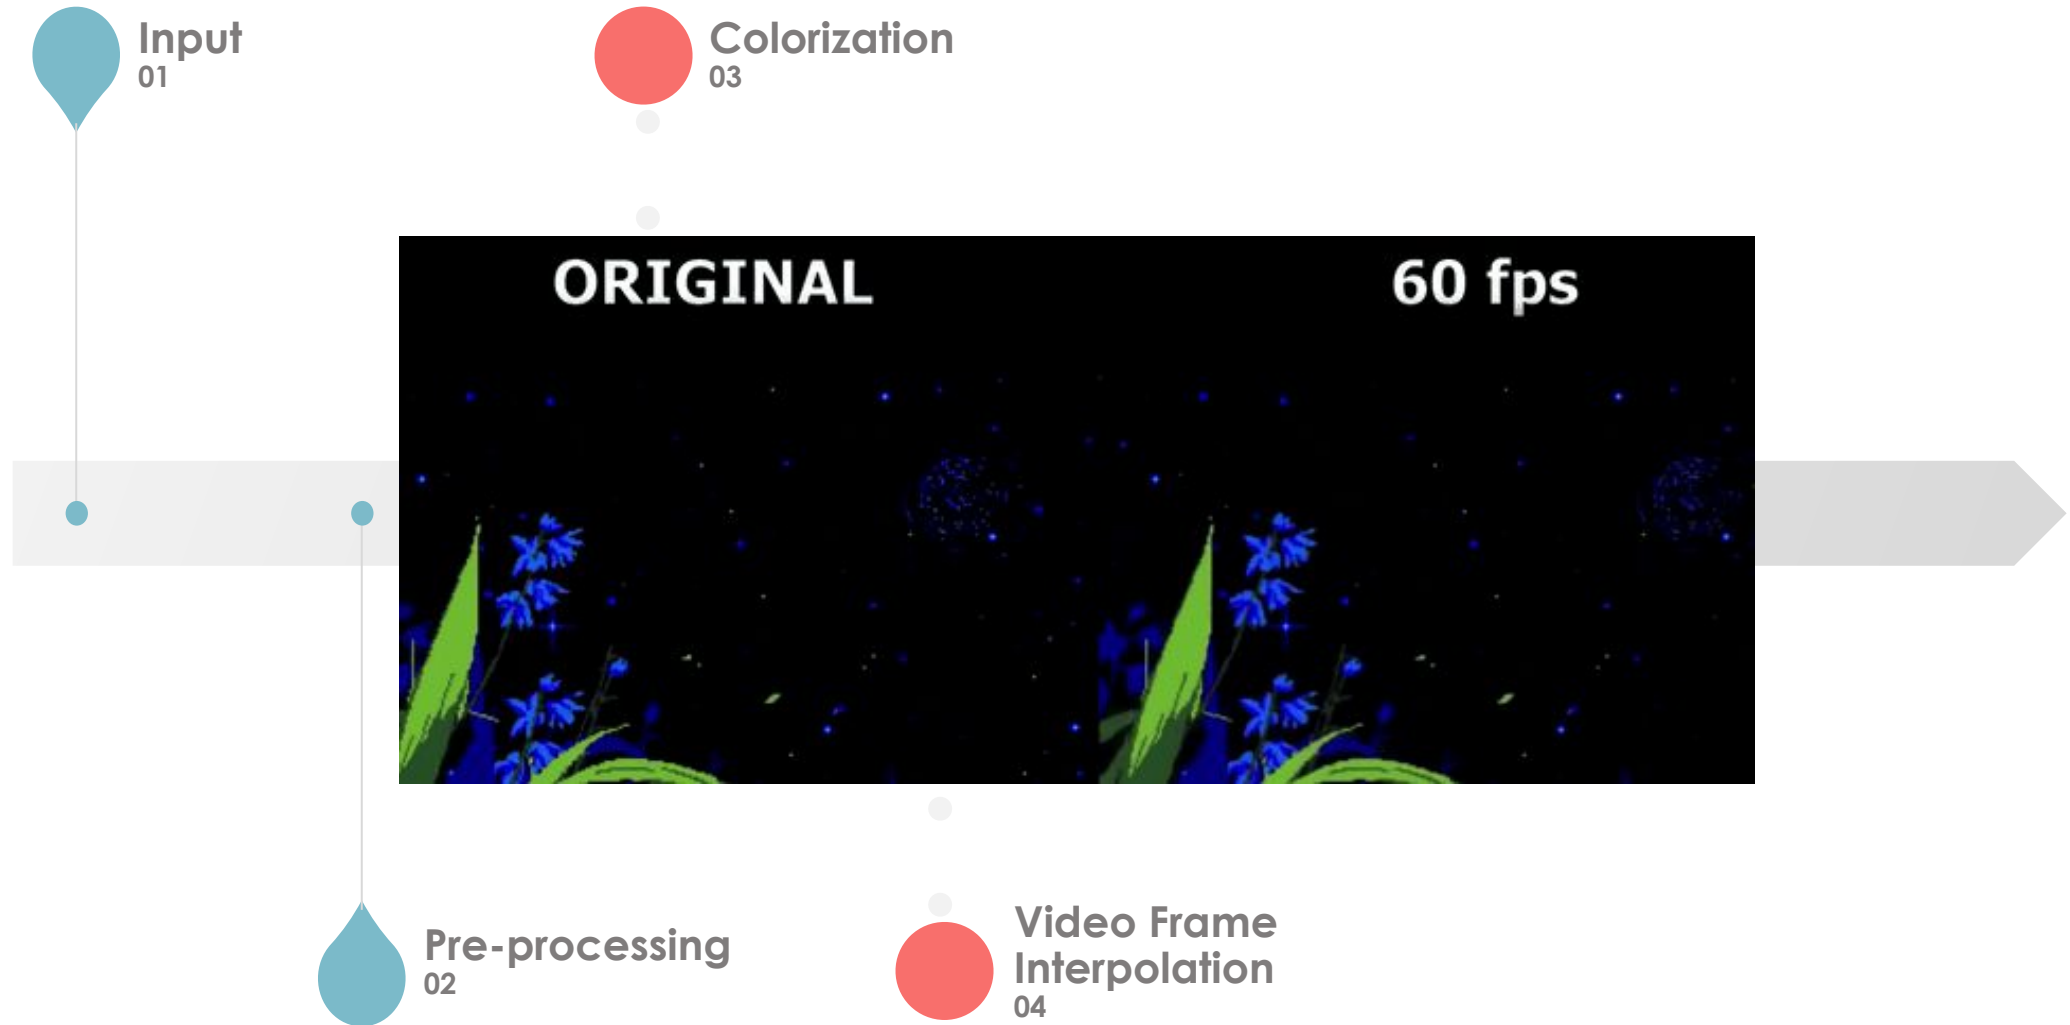 Input
01
Colorization
03
ORIGINAL
60 fps
Pre-processing
02
Video Frame
Interpolation
04